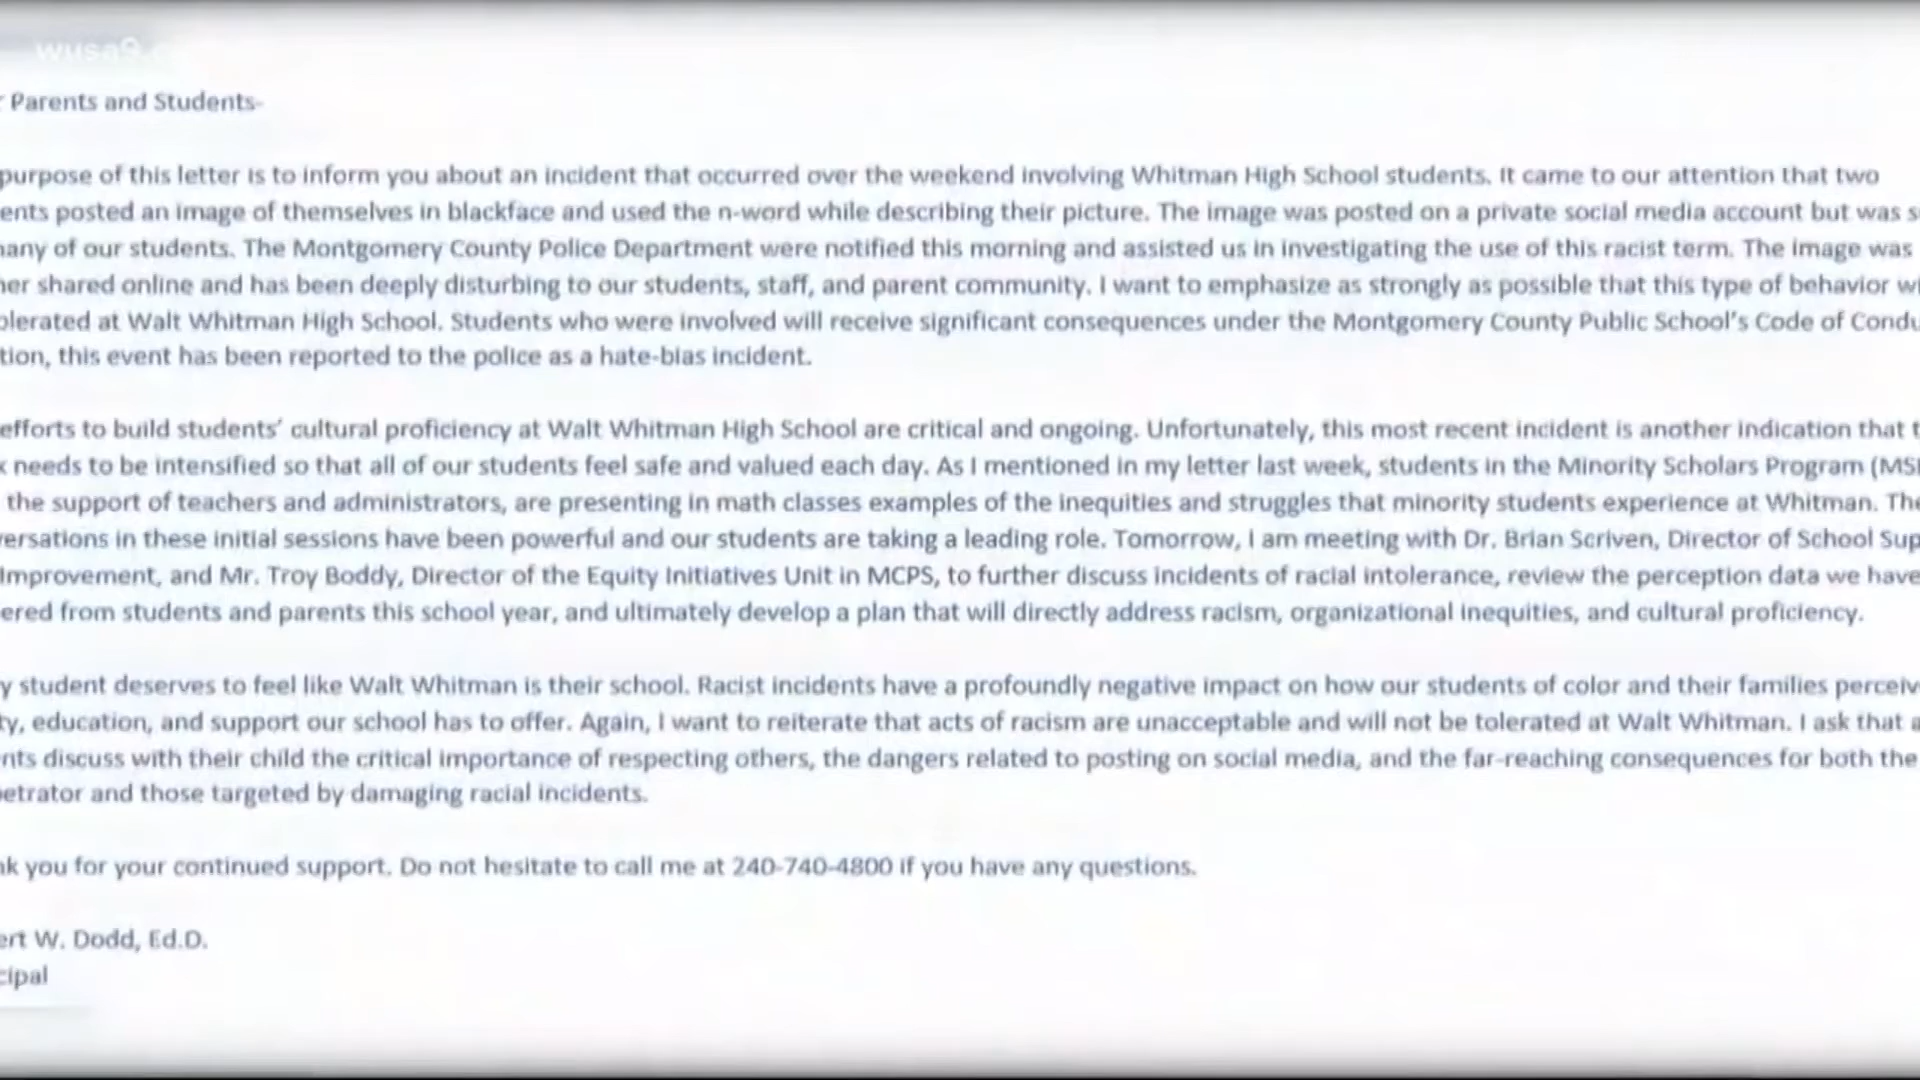 wusa9.c
Parents and Students-
purpose of this letter is to inform you about an incident that occurred over the weekend involving Whitman High School students. It came to our attention that two
ents posted an image of themselves in blackface and used the n-word while describing their picture. The image was posted on a private social media account but was s
any of our students. The Montgomery County Police Department were notified this morning and assisted us in investigating the use of this racist term. The image was
er shared online and has been deeply disturbing to our students, staff, and parent community. I want to emphasize as strongly as possible that this type of behavior wi
olerated at Walt Whitman High School. Students who were involved will receive significant consequences under the Montgomery County Public School's Code of Condu
tion, this event has been reported to the police as a hate-bias incident.
efforts to build students' cultural proficiency at Walt Whitman High School are critical and ongoing. Unfortunately, this most recent incident is another indication that t
k needs to be intensified so that all of our students feel safe and valued each day. As I mentioned in my letter last week, students in the Minority Scholars Program (MS
the support of teachers and administrators, are presenting in math classes examples of the inequities and struggles that minority students experience at Whitman. The
ersations in these initial sessions have been powerful and our students are taking a leading role. Tomorrow, I am meeting with Dr. Brian Scriven, Director of School Sup
Improvement, and Mr. Troy Boddy, Director of the Equity Initiatives Unit in MCPS, to further discuss incidents of racial intolerance, review the perception data we have
ered from students and parents this school year, and ultimately develop a plan that will directly address racism, organizational inequities, and cultural proficiency.
y student deserves to feel like Walt Whitman is their school. Racist incidents have a profoundly negative impact on how our students of color and their families perceiv
ty, education, and support our school has to offer. Again, I want to reiterate that acts of racism are unacceptable and will not be tolerated at Walt Whitman. I ask that a
nts discuss with their child the critical importance of respecting others, the dangers related to posting on social media, and the far-reaching consequences for both the
etrator and those targeted by damaging racial incidents.
k you for your continued support. Do not hesitate to call me at 240-740-4800 if you have any questions.
ert W. Dodd, Ed.D.
cipal